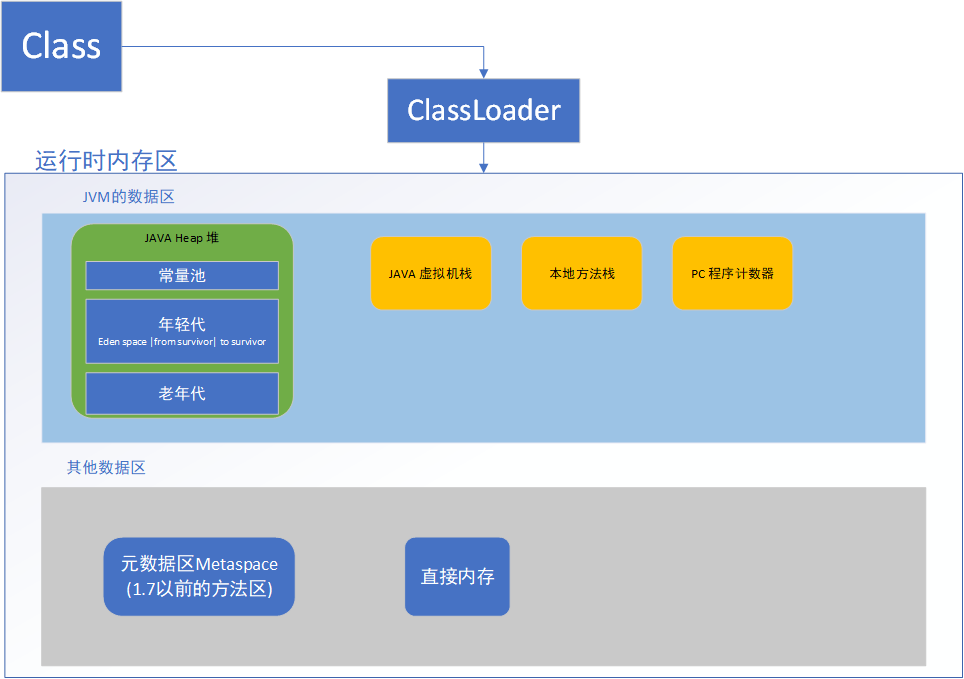 Class
ClassLoader
运行时内存区
JVM的数据区
JAVA Heap 堆
常量池
年轻代
Eden space |from survivor| to survivor
老年代
JAVA 虚拟机栈
本地方法栈
PC 程序计数器
其他数据区
元数据区Metaspace
(1.7以前的方法区)
直接内存